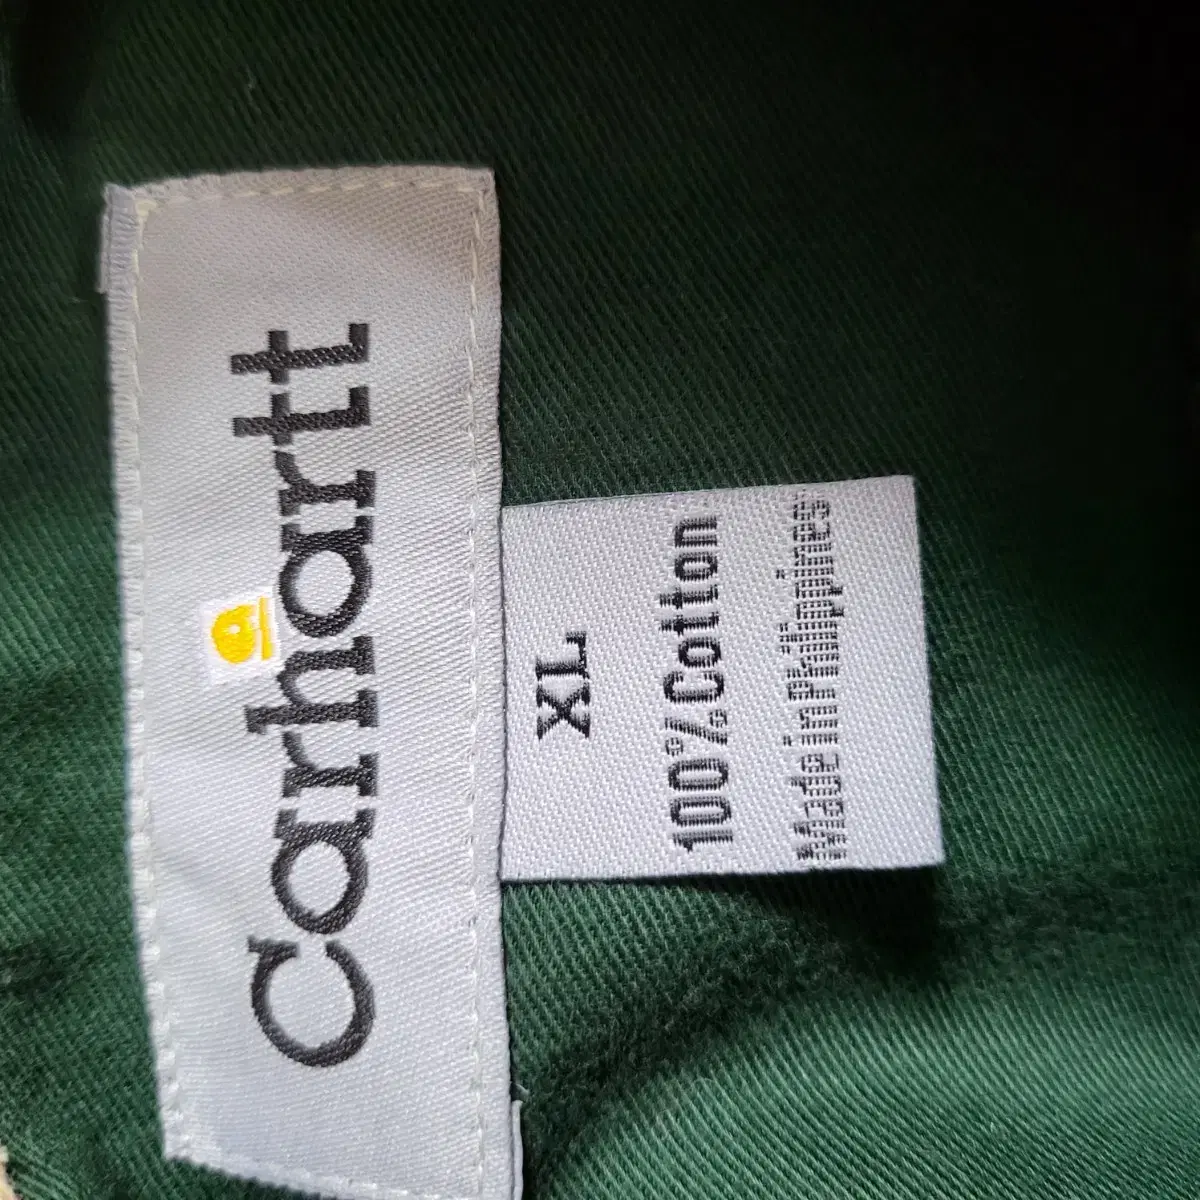 Carhartt
XL
100% Cotton
Made in Philippines